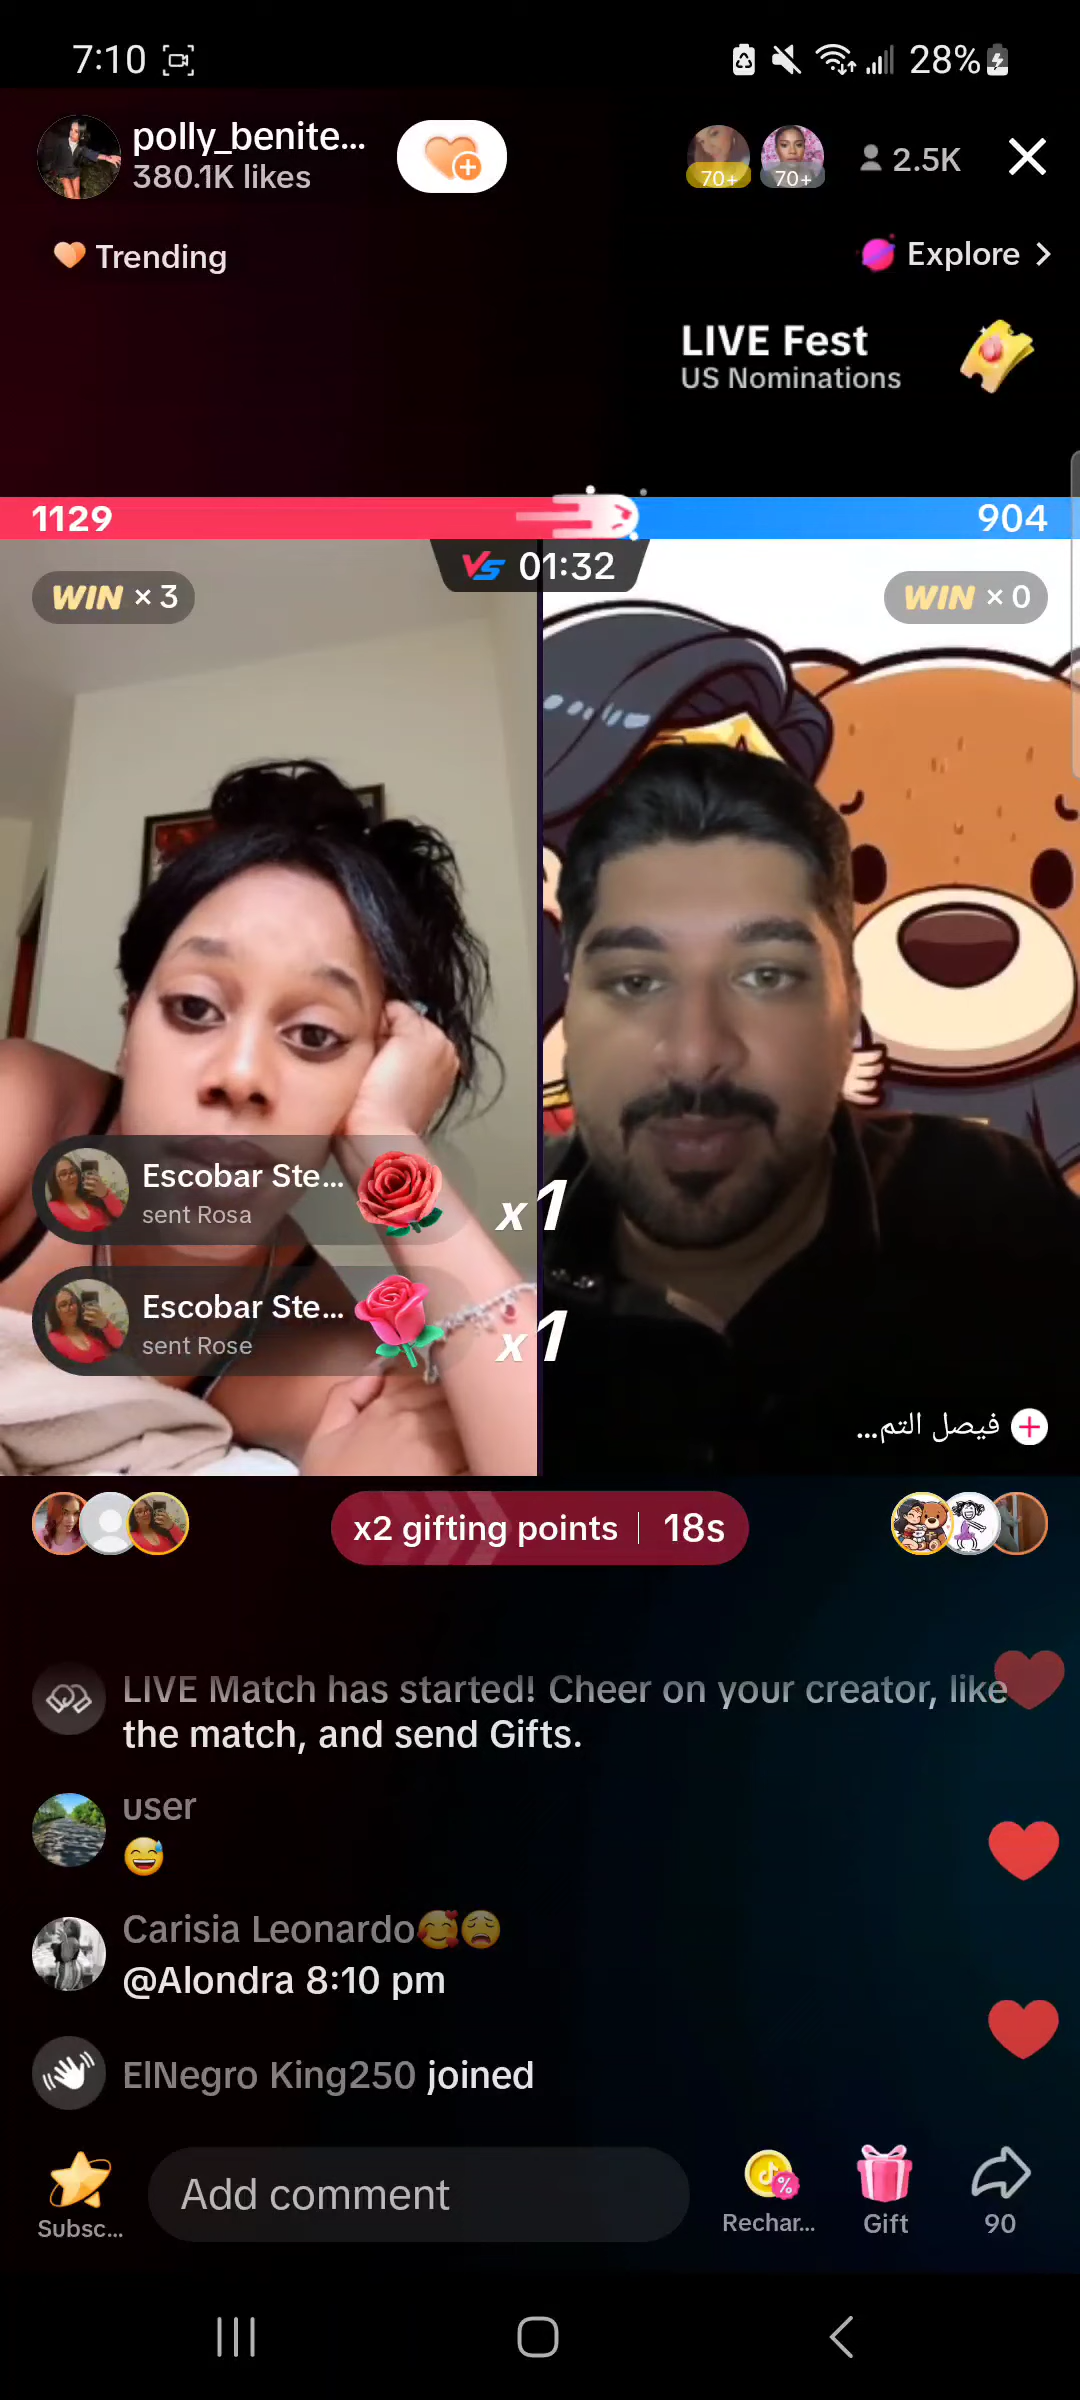 7:10
28%
polly_benite...
380.1K likes
70+
70+
2.5K
Trending
Explore
LIVE Fest
US Nominations
1129
904
VS 01:32
WIN × 3
WIN × 0
Escobar Ste...
sent Rosa
x1
Escobar Ste...
sent Rose
x1
فيصل التم...
x2 gifting points
18s
LIVE Match has started! Cheer on your creator, like
the match, and send Gifts.
user
😅
Carisia Leonardo🥰😩
@Alondra 8:10 pm
ElNegro King250 joined
Subsc...
Add comment
Rechar...
Gift
90